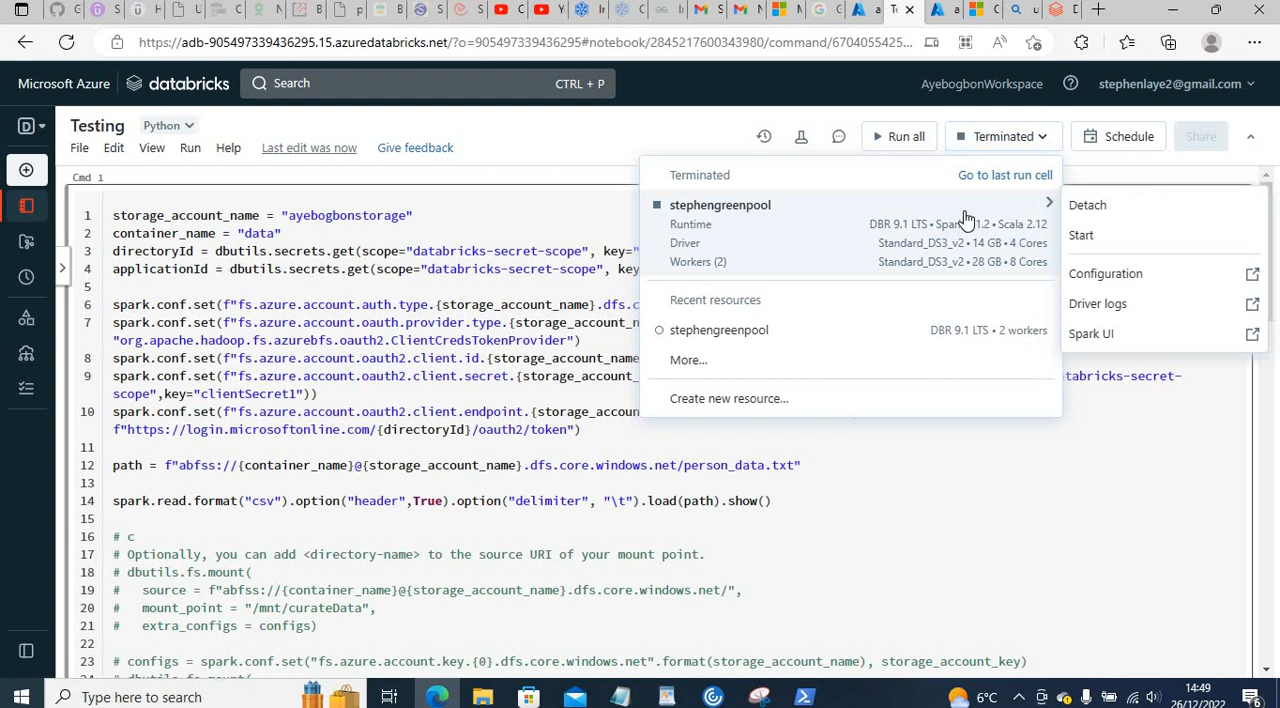 https://adb-905497339436295.15.azuredatabricks.net/?o=905497339436295#notebook/2845217600343980/command/6704055425...
Microsoft Azure
databricks
Search
CTRL + P
AyebogbonWorkspace
stephenlaye2@gmail.com
Testing
Python
File Edit View Run Help Last edit was now Give feedback
Run all
Terminated
Schedule
Share
Cmd 1
Terminated
Go to last run cell
stephengreenpool
Runtime
DBR 9.1 LTS • Spar 1.2 • Scala 2.12
Driver
Standard_DS3_v2 • 14 GB • 4 Cores
Workers (2)
Standard_DS3_v2 • 28 GB • 8 Cores
Recent resources
stephengreenpool
DBR 9.1 LTS • 2 workers
More...
Create new resource...
Detach
Start
Configuration
Driver logs
Spark UI
1 storage_account_name = "ayebogbonstorage"
2 container_name = "data"
3 directoryId = dbutils.secrets.get(scope="databricks-secret-scope", key=
4 applicationId = dbutils.secrets.get(scope="databricks-secret-scope", key
5
6 spark.conf.set(f"fs.azure.account.auth.type.{storage_account_name}.dfs.c
7 spark.conf.set(f"fs.azure.account.oauth.provider.type.{storage_account_n
"org.apache.hadoop.fs.azurebfs.oauth2.ClientCredsTokenProvider")
8 spark.conf.set(f"fs.azure.account.oauth2.client.id.{storage_account_name
9 spark.conf.set(f"fs.azure.account.oauth2.client.secret.{storage_account_ tabricks-secret-
scope",key="clientSecret1"))
10 spark.conf.set(f"fs.azure.account.oauth2.client.endpoint.{storage_accoun
f"https://login.microsoftonline.com/{directoryId}/oauth2/token")
11
12 path = f"abfss://{container_name}@{storage_account_name}.dfs.core.windows.net/person_data.txt"
13
14 spark.read.format("csv").option("header",True).option("delimiter", "\t").load(path).show()
15
16 # c
17 # Optionally, you can add <directory-name> to the source URI of your mount point.
18 # dbutils.fs.mount(
19 #   source = f"abfss://{container_name}@{storage_account_name}.dfs.core.windows.net/",
20 #   mount_point = "/mnt/curateData",
21 #   extra_configs = configs)
22
23 # configs = spark.conf.set("fs.azure.account.key.{0}.dfs.core.windows.net".format(storage_account_name), storage_account_key)
Type here to search
6°C
14:49
26/12/2022